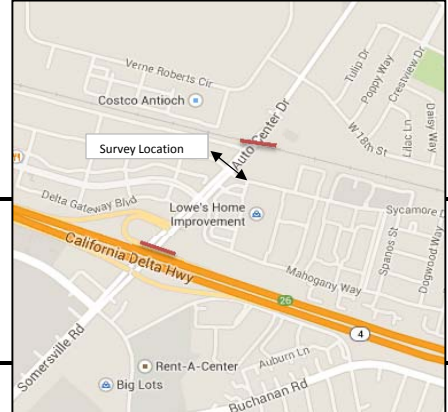 Verne Roberts Cir
Tulip Dr
Poppy Way
Crestview Dr
Costco Antioch
Auto Center Dr
W 18th St
Lilac Ln
Daisy Way
Survey Location
Delta Gateway Blvd
Lowe's Home
Improvement
Sycamore D
Spanos St
Dogwood Way
California Delta Hwy
Mahogany Way
26
4
Somersville Rd
Rent-A-Center
Auburn Ln
Big Lots
Buchanan Rd